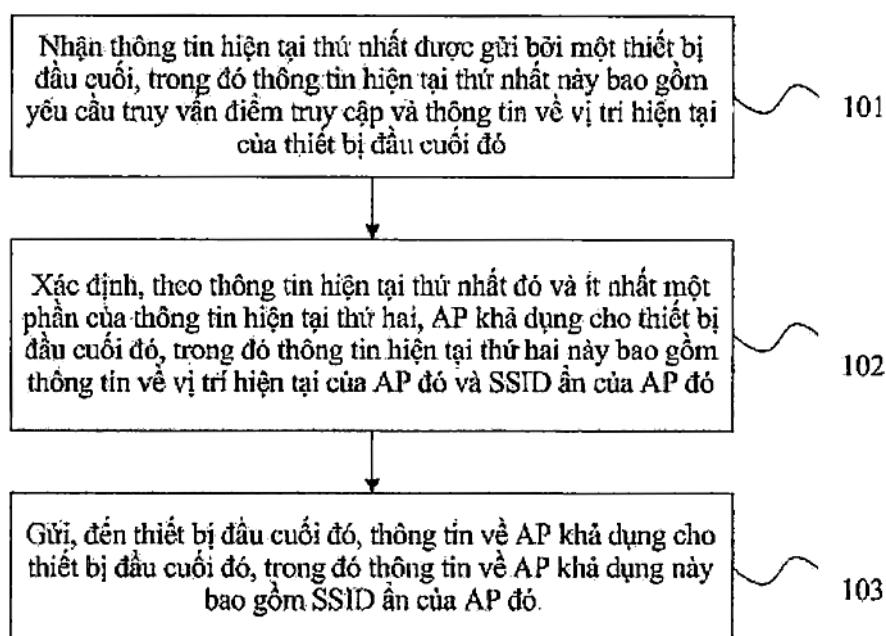 Nhận thông tin hiện tại thứ nhất được gửi bởi một thiết bị
đầu cuối, trong đó thông tin hiện tại thứ nhất này bao gồm
yếu cầu truy vấn điểm truy cập và thông tin về vị trí hiện tại
của thiết bị đầu cuối đó
101
Xác định, theo thông tin hiện tại thứ nhất đó và ít nhất một
phần của thông tin hiện tại thứ hai, AP khả dụng cho thiết bị
đầu cuối đó, trong đó thông tin hiện tại thứ hai này bao gồm
thông tin về vị trí hiện tại của AP đó và SSID ẩn của AP đó
102
Gửi, đến thiết bị đầu cuối đó, thông tin về AP khả dụng cho
thiết bị đầu cuối đó, trong đó thông tin về AP khả dụng này
bao gồm SSID ẩn của AP đó.
103